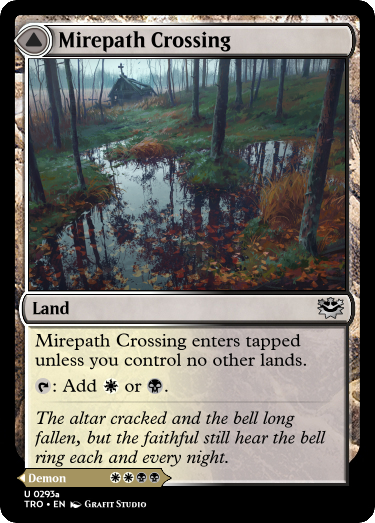 Mirepath Crossing
Land
Mirepath Crossing enters tapped
unless you control no other lands.
: Add or .
The altar cracked and the bell long
fallen, but the faithful still hear the bell
ring each and every night.
Demon
U 0293a
TRO • EN Grafit Studio